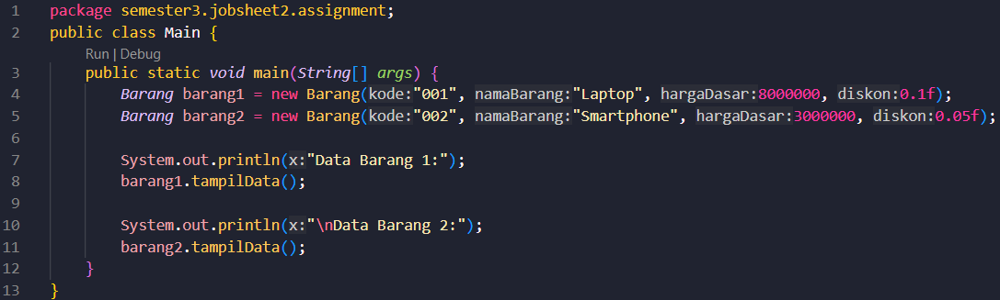 1 package semester3.jobsheet2.assignment;
2 public class Main {
Run | Debug
3 public static void main(String[] args) {
4 Barang barang1 = new Barang(kode:"001", namaBarang:"Laptop", hargaDasar:8000000, diskon:0.1f);
5 Barang barang2 = new Barang(kode:"002", namaBarang:"Smartphone", hargaDasar:3000000, diskon:0.05f);
6
7 System.out.println(x:"Data Barang 1:");
8 barang1.tampilData();
9
10 System.out.println(x:"\nData Barang 2:");
11 barang2.tampilData();
12 }
13 }